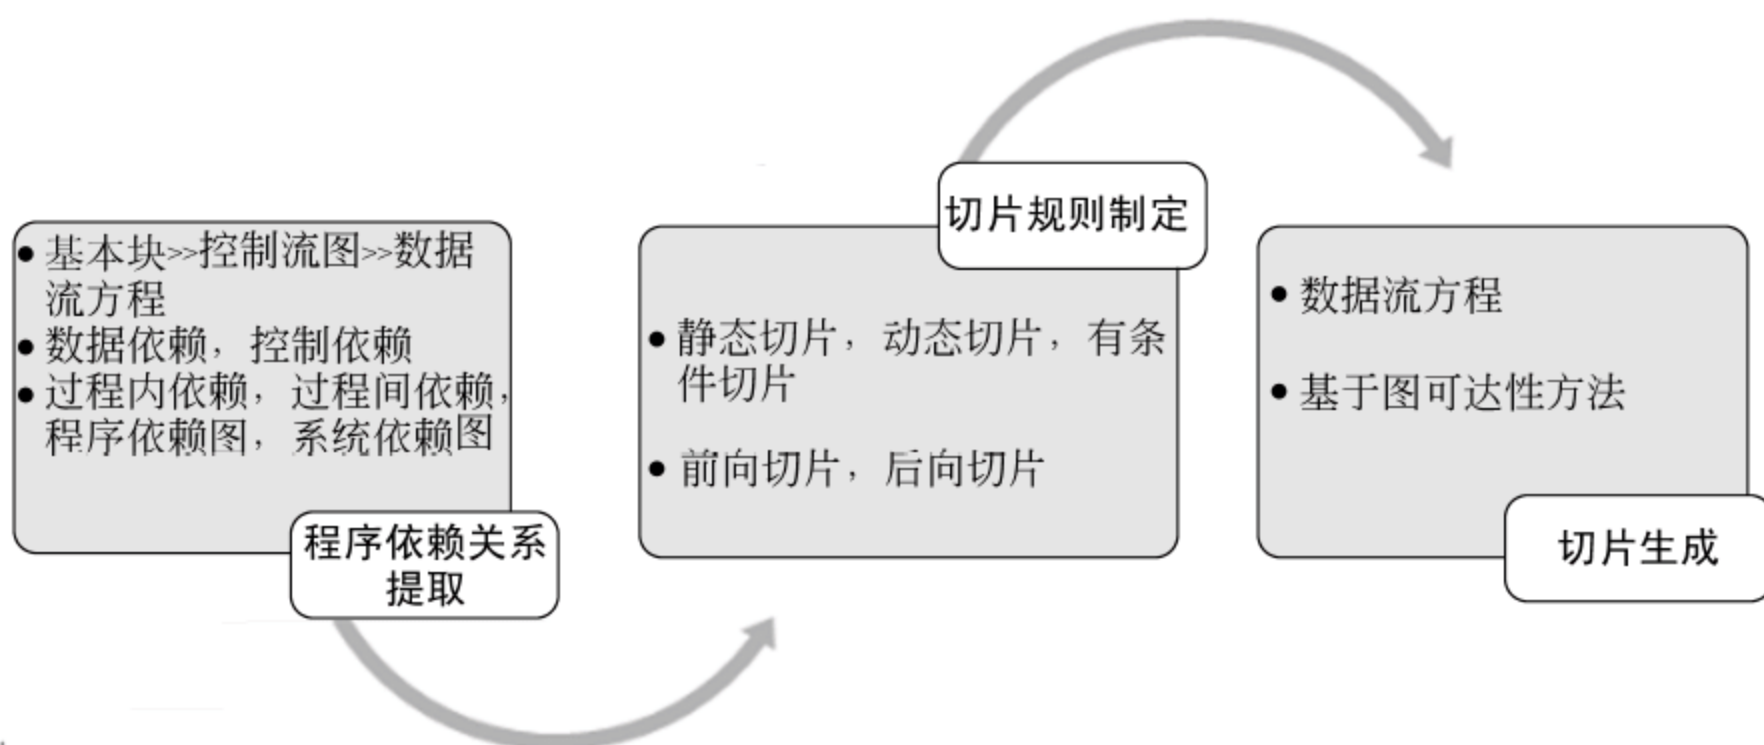 ● 基本块>>控制流图>>数据
流方程
● 数据依赖，控制依赖
● 过程内依赖，过程间依赖，
程序依赖图，系统依赖图
程序依赖关系
提取
切片规则制定
● 静态切片，动态切片，有条
件切片
● 前向切片，后向切片
● 数据流方程
● 基于图可达性方法
切片生成